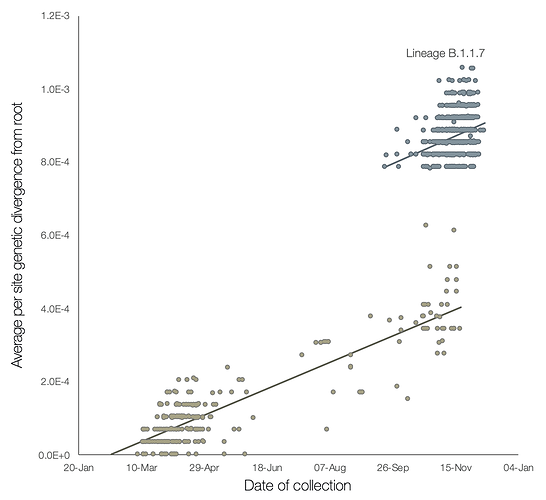 1.2E-3
Lineage B.1.1.7
1.0E-3
8.0E-4
6.0E-4
4.0E-4
2.0E-4
0.0E+0
Average per site genetic divergence from root
20-Jan 10-Mar 29-Apr 18-Jun 07-Aug 26-Sep 15-Nov 04-Jan
Date of collection